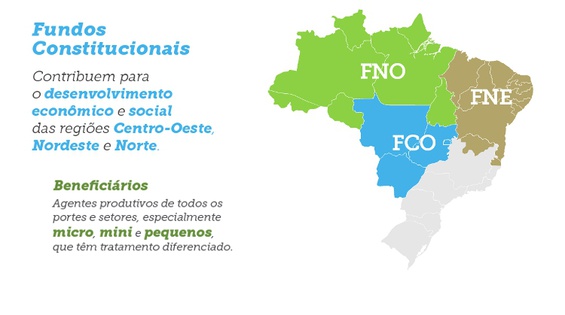 Fundos
Constitucionais
Contribuem para
o desenvolvimento
econômico e social
das regiões Centro-Oeste,
Nordeste e Norte.
Beneficiários
Agentes produtivos de todos os
portes e setores, especialmente
micro, mini e pequenos,
que têm tratamento diferenciado.
FNO
FNE
FCO